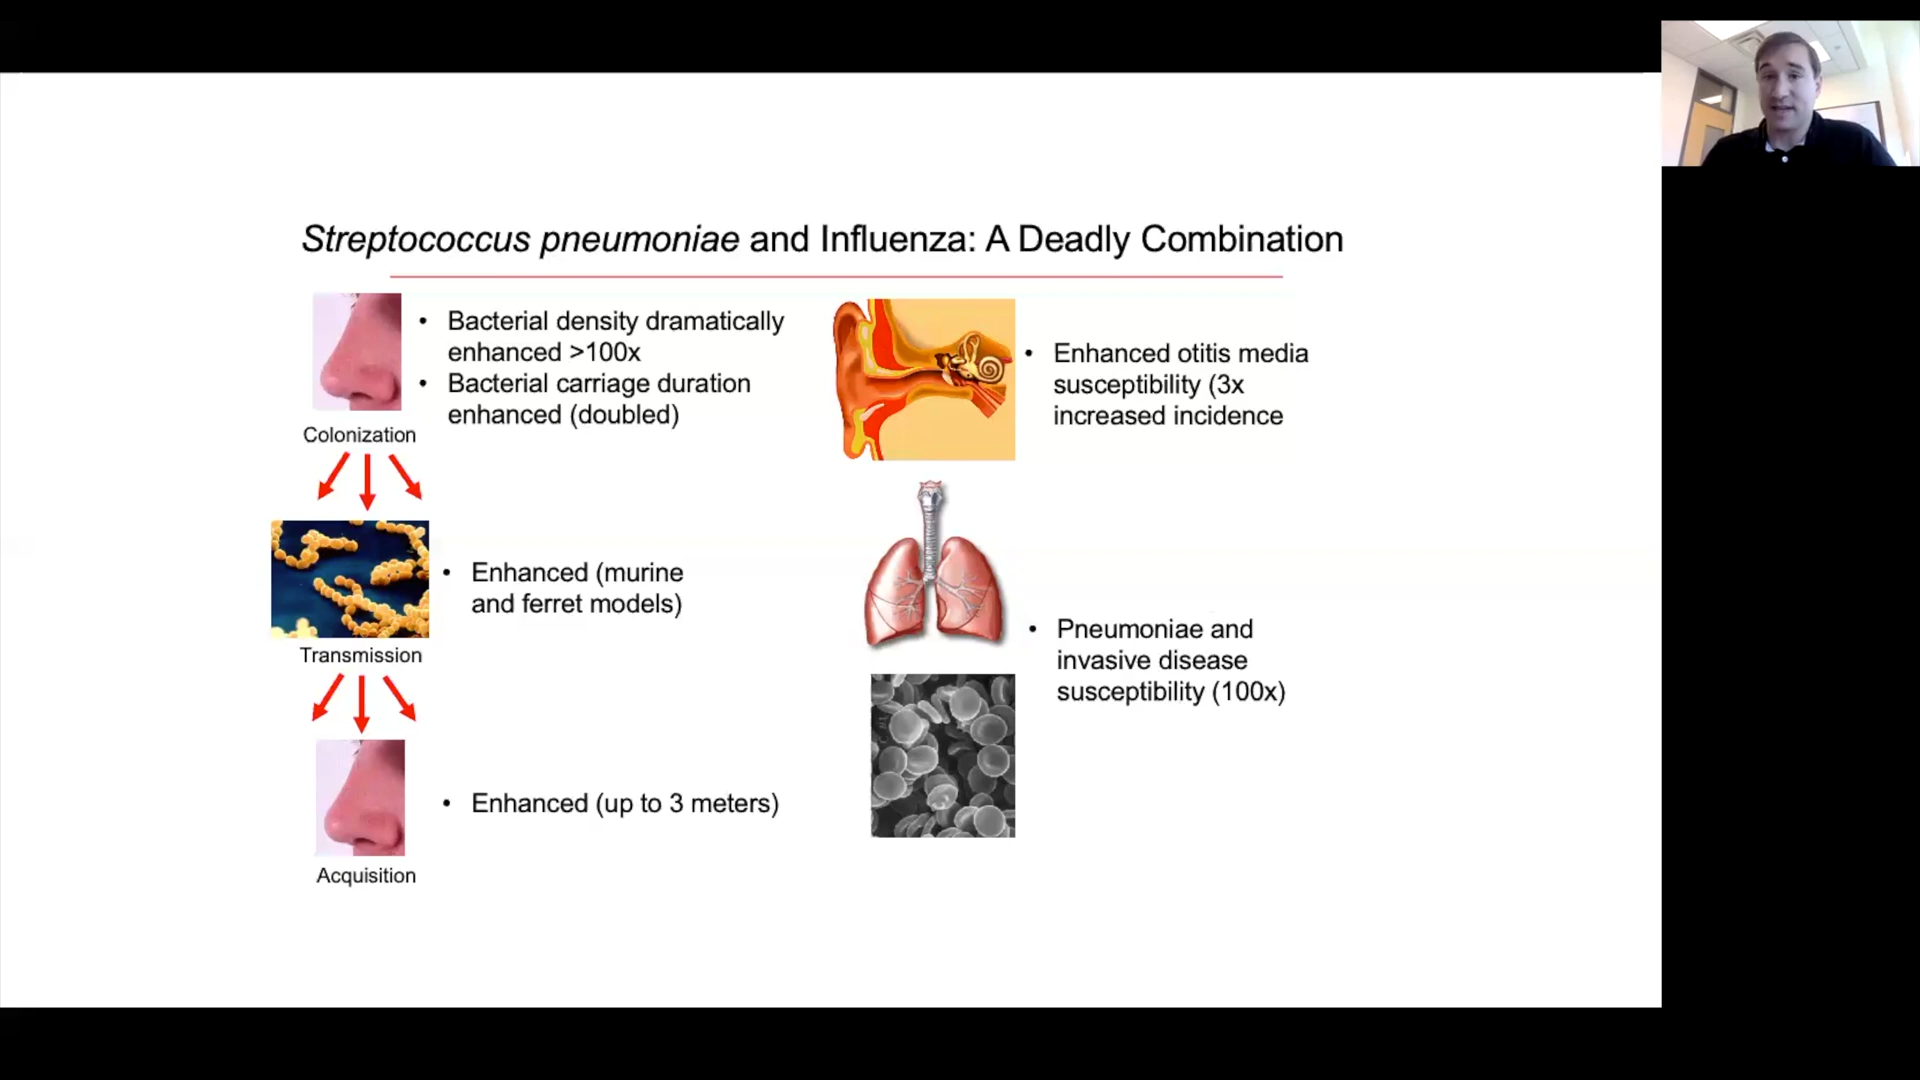 Streptococcus pneumoniae and Influenza: A Deadly Combination
• Bacterial density dramatically
enhanced >100x
• Bacterial carriage duration
enhanced (doubled)
Colonization
• Enhanced (murine
and ferret models)
Transmission
• Enhanced (up to 3 meters)
Acquisition
• Enhanced otitis media
susceptibility (3x
increased incidence
• Pneumoniae and
invasive disease
susceptibility (100x)